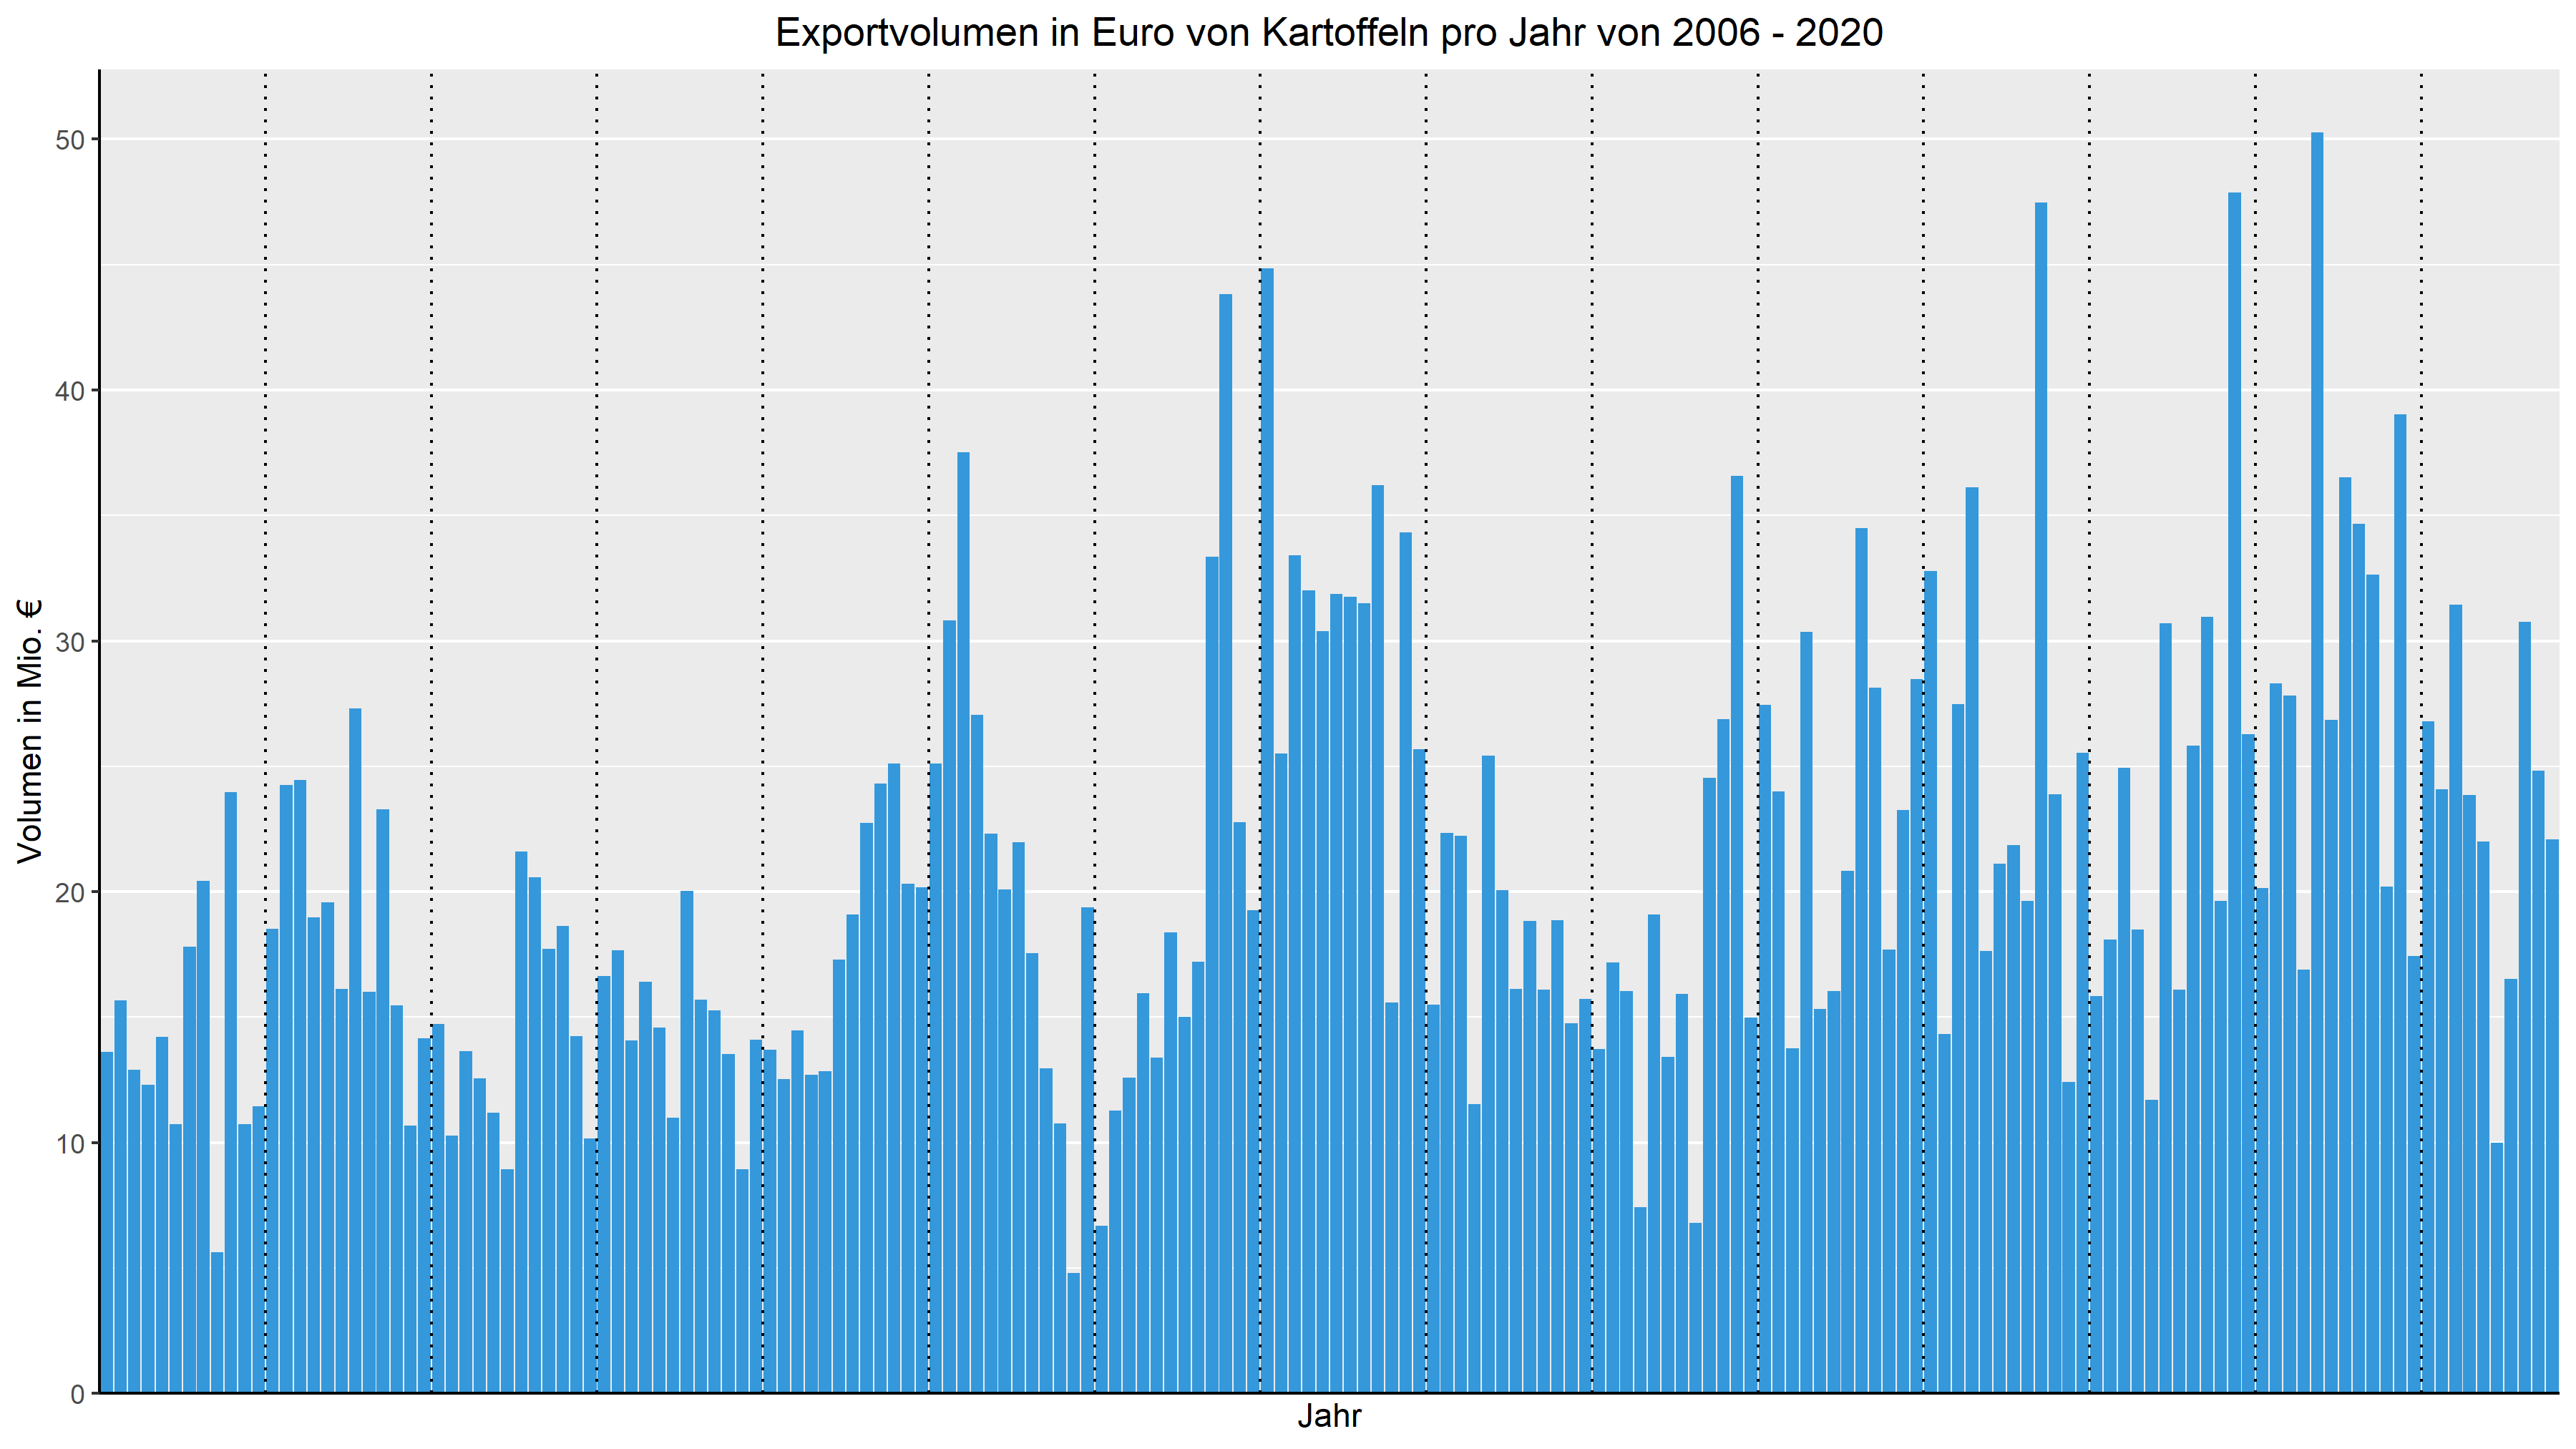 Exportvolumen in Euro von Kartoffeln pro Jahr von 2006 - 2020
Volumen in Mio. €
50
40
30
20
10
0
Jahr